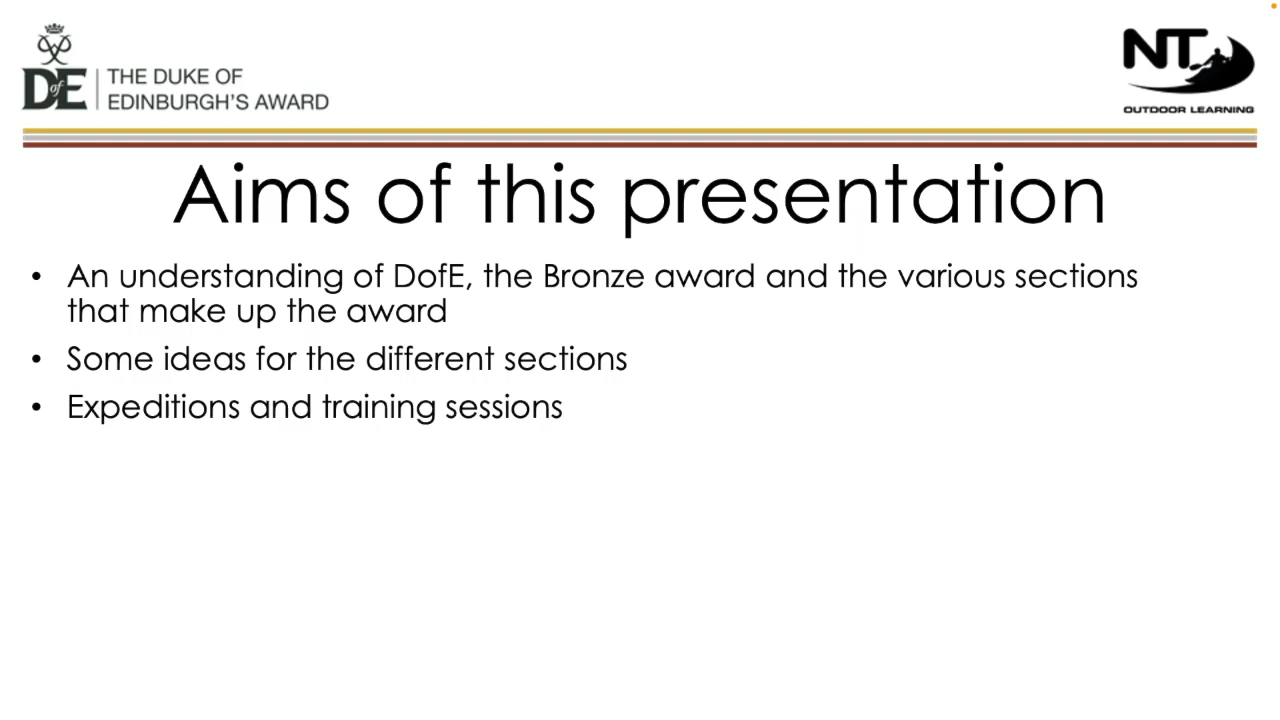 DofE
THE DUKE OF
EDINBURGH'S AWARD
NT
OUTDOOR LEARNING
Aims of this presentation
• An understanding of DofE, the Bronze award and the various sections
that make up the award
• Some ideas for the different sections
• Expeditions and training sessions